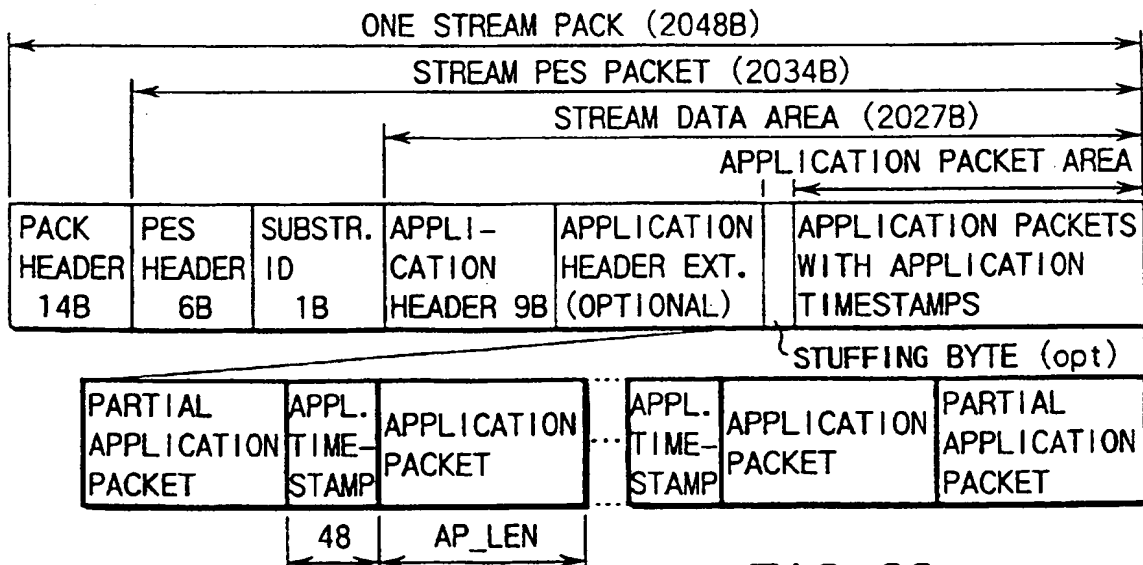 ONE STREAM PACK (2048B)
STREAM PES PACKET (2034B)
STREAM DATA AREA (2027B)
APPLICATION PACKET AREA
PACK
HEADER
14B
PES
HEADER
6B
SUBSTR.
ID
1B
APPLI-
CATION
HEADER 9B
APPLICATION
HEADER EXT.
(OPTIONAL)
APPLICATION PACKETS
WITH APPLICATION
TIMESTAMPS
STUFFING BYTE (opt)
PARTIAL
APPLICATION
PACKET
APPL.
TIME-
STAMP
APPLICATION
PACKET
APPL.
TIME-
STAMP
APPLICATION
PACKET
PARTIAL
APPLICATION
PACKET
48
AP_LEN